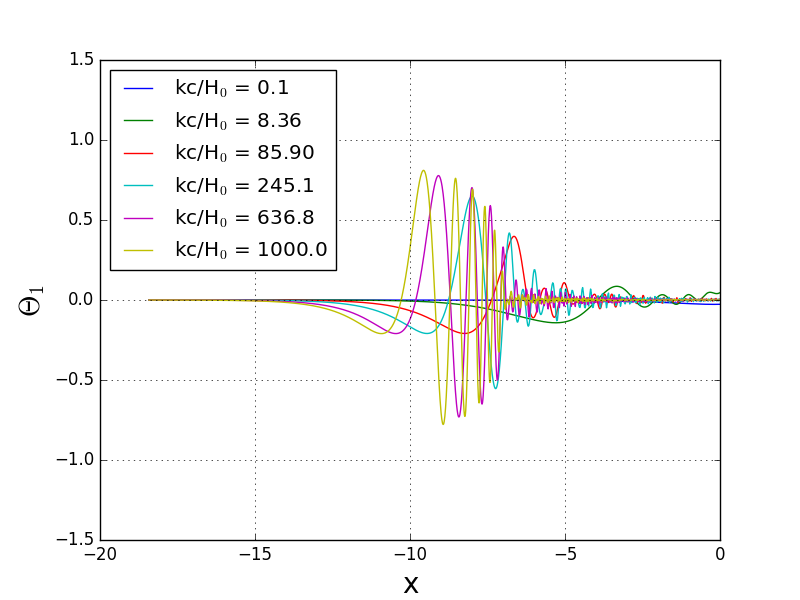 1.5
1.0
0.5
0.0
−0.5
−1.0
−1.5
Θ₁
kc/H₀ = 0.1
kc/H₀ = 8.36
kc/H₀ = 85.90
kc/H₀ = 245.1
kc/H₀ = 636.8
kc/H₀ = 1000.0
−20 −15 −10 −5 0
x